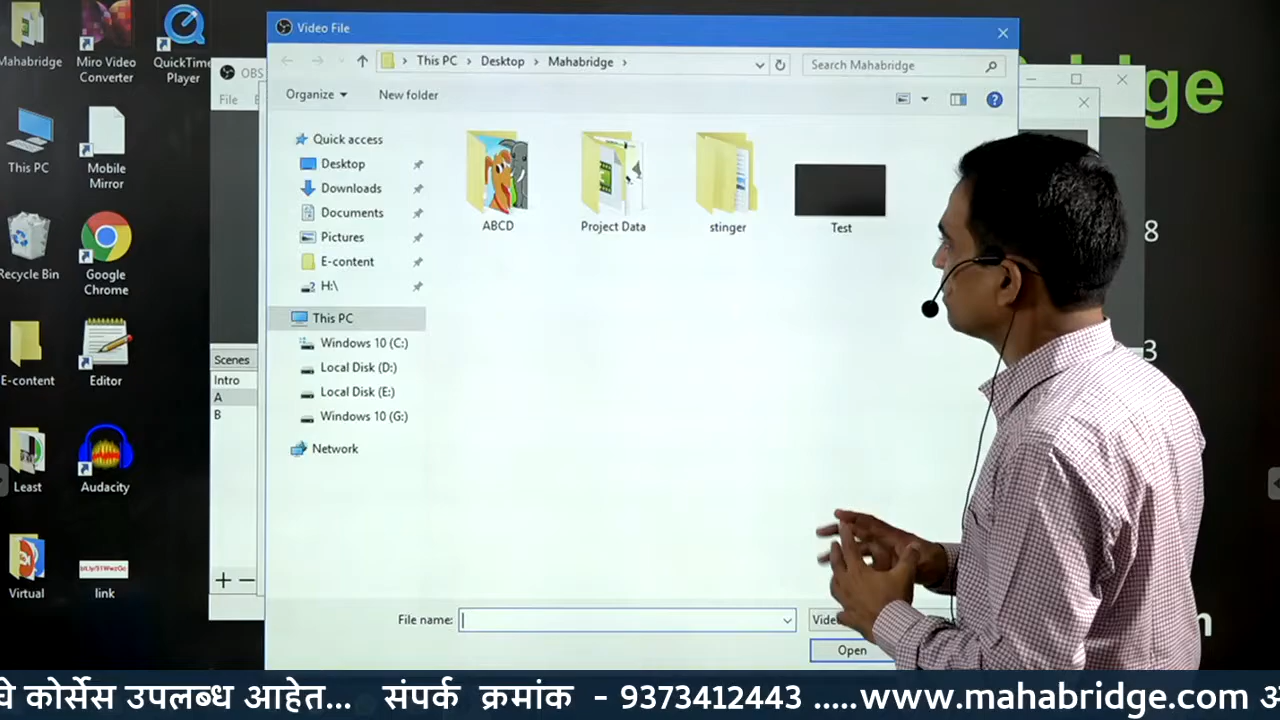 Mahabridge
Miro Video
Converter
QuickTime
Player
This PC
Mobile
Mirror
Recycle Bin
Google
Chrome
E-content
Editor
Least
Audacity
Virtual
link
OBS
File
Scenes
Intro
A
B
Video File
This PC
Desktop
Mahabridge
Search Mahabridge
Organize
New folder
Quick access
Desktop
Downloads
Documents
Pictures
E-content
H:\
This PC
Windows 10 (C:)
Local Disk (D:)
Local Disk (E:)
Windows 10 (G:)
Network
ABCD
Project Data
stinger
Test
File name:
Open
8
3
कोर्सेस उपलब्ध आहेत... संपर्क क्रमांक - 9373412443 .....www.mahabridge.com